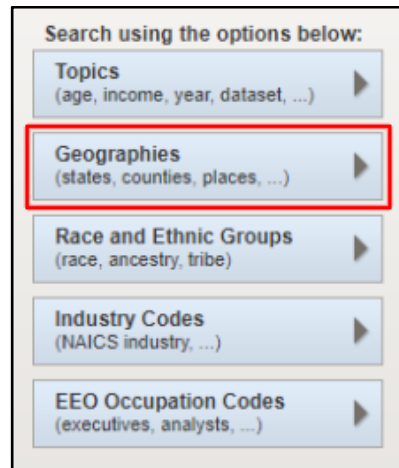 Search using the options below:
Topics
(age, income, year, dataset, ...)
Geographies
(states, counties, places, ...)
Race and Ethnic Groups
(race, ancestry, tribe)
Industry Codes
(NAICS industry, ...)
EEO Occupation Codes
(executives, analysts, ...)